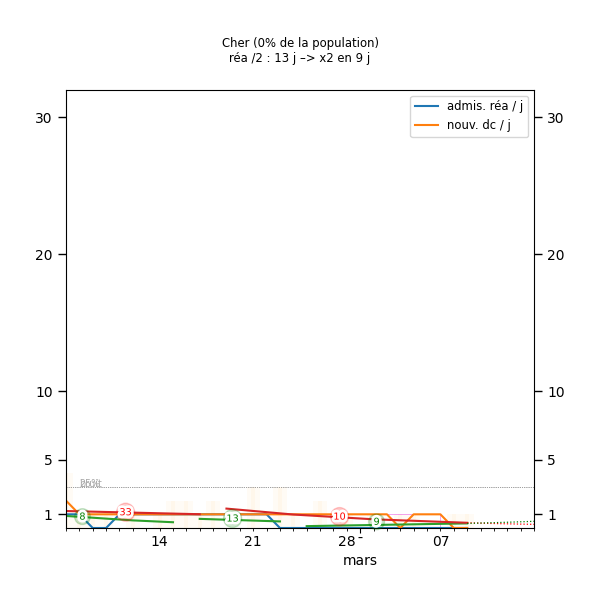 Cher (0% de la population)
réa /2 : 13 j –> x2 en 9 j
admis. réa / j
nouv. dc / j
30 30
20 20
10 10
5 5
8 33 13 10 9
1 1
14 21 28 07
mars